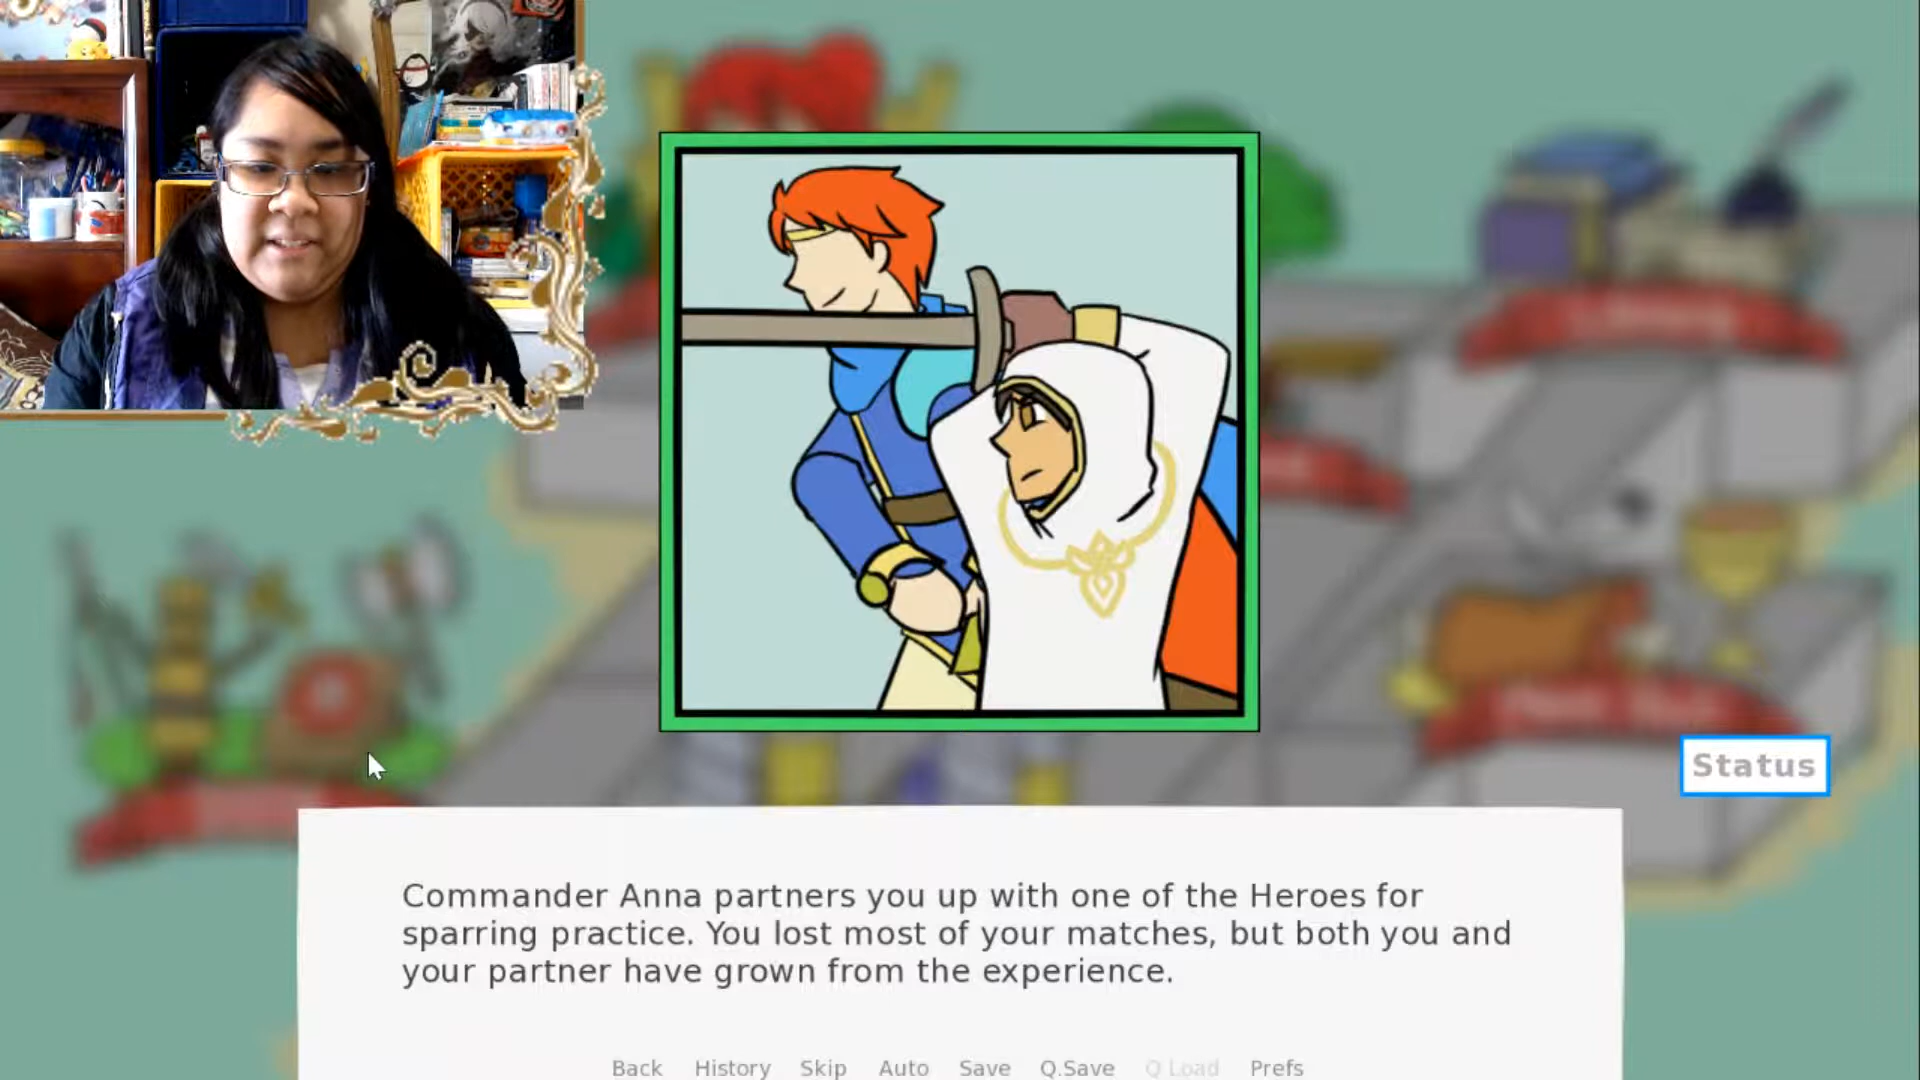 Status
Commander Anna partners you up with one of the Heroes for
sparring practice. You lost most of your matches, but both you and
your partner have grown from the experience.
Back History Skip Auto Save Q.Save Q.Load Prefs